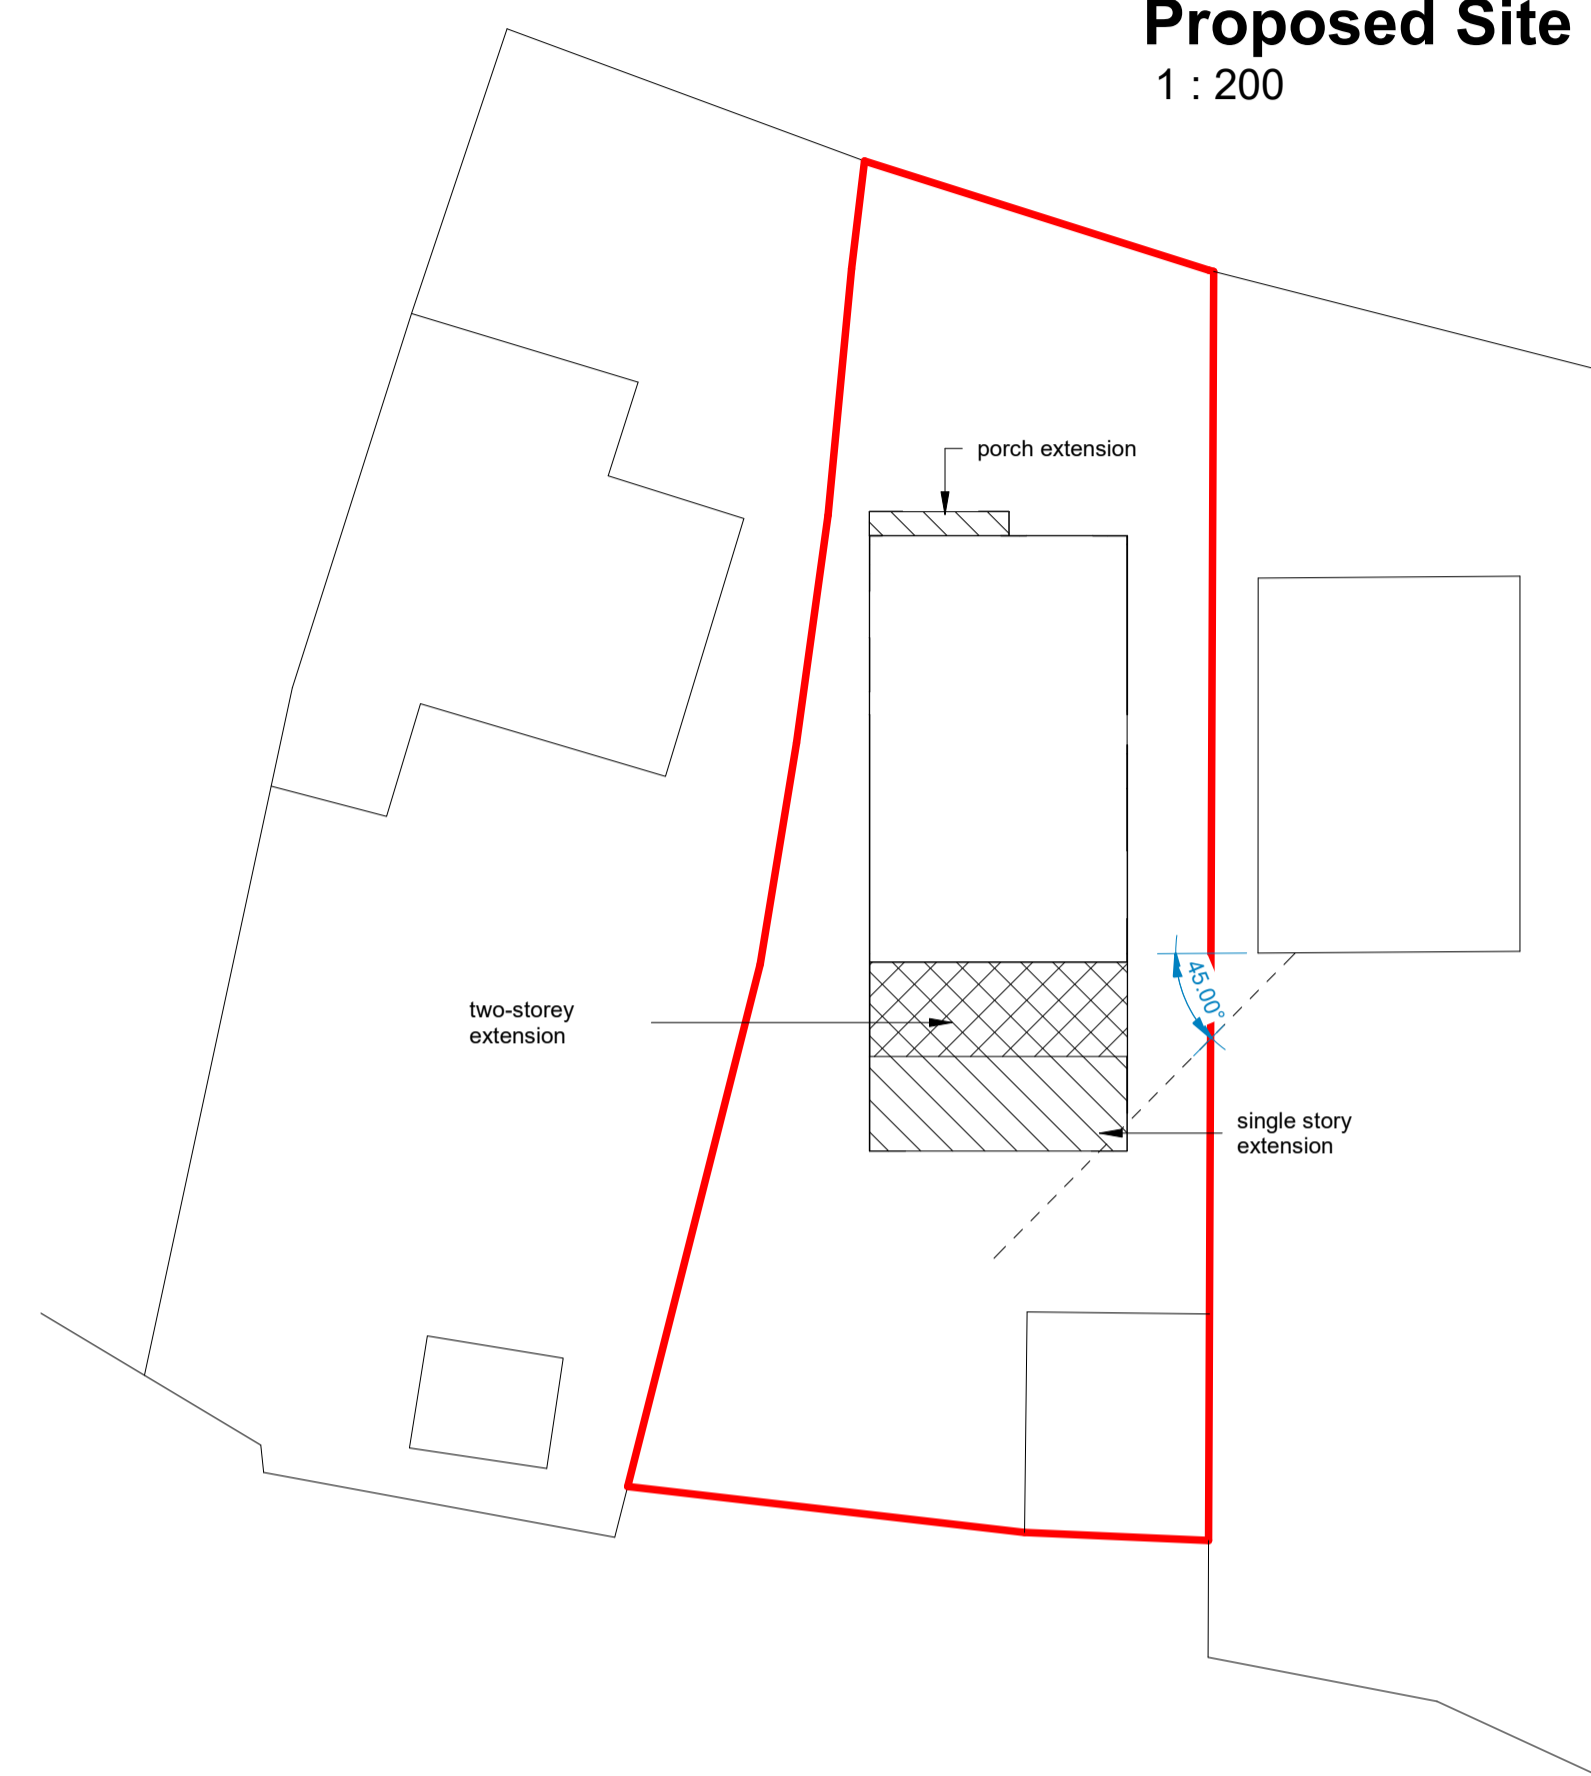 Proposed Site
1 : 200
porch extension
45.00°
two-storey
extension
single story
extension